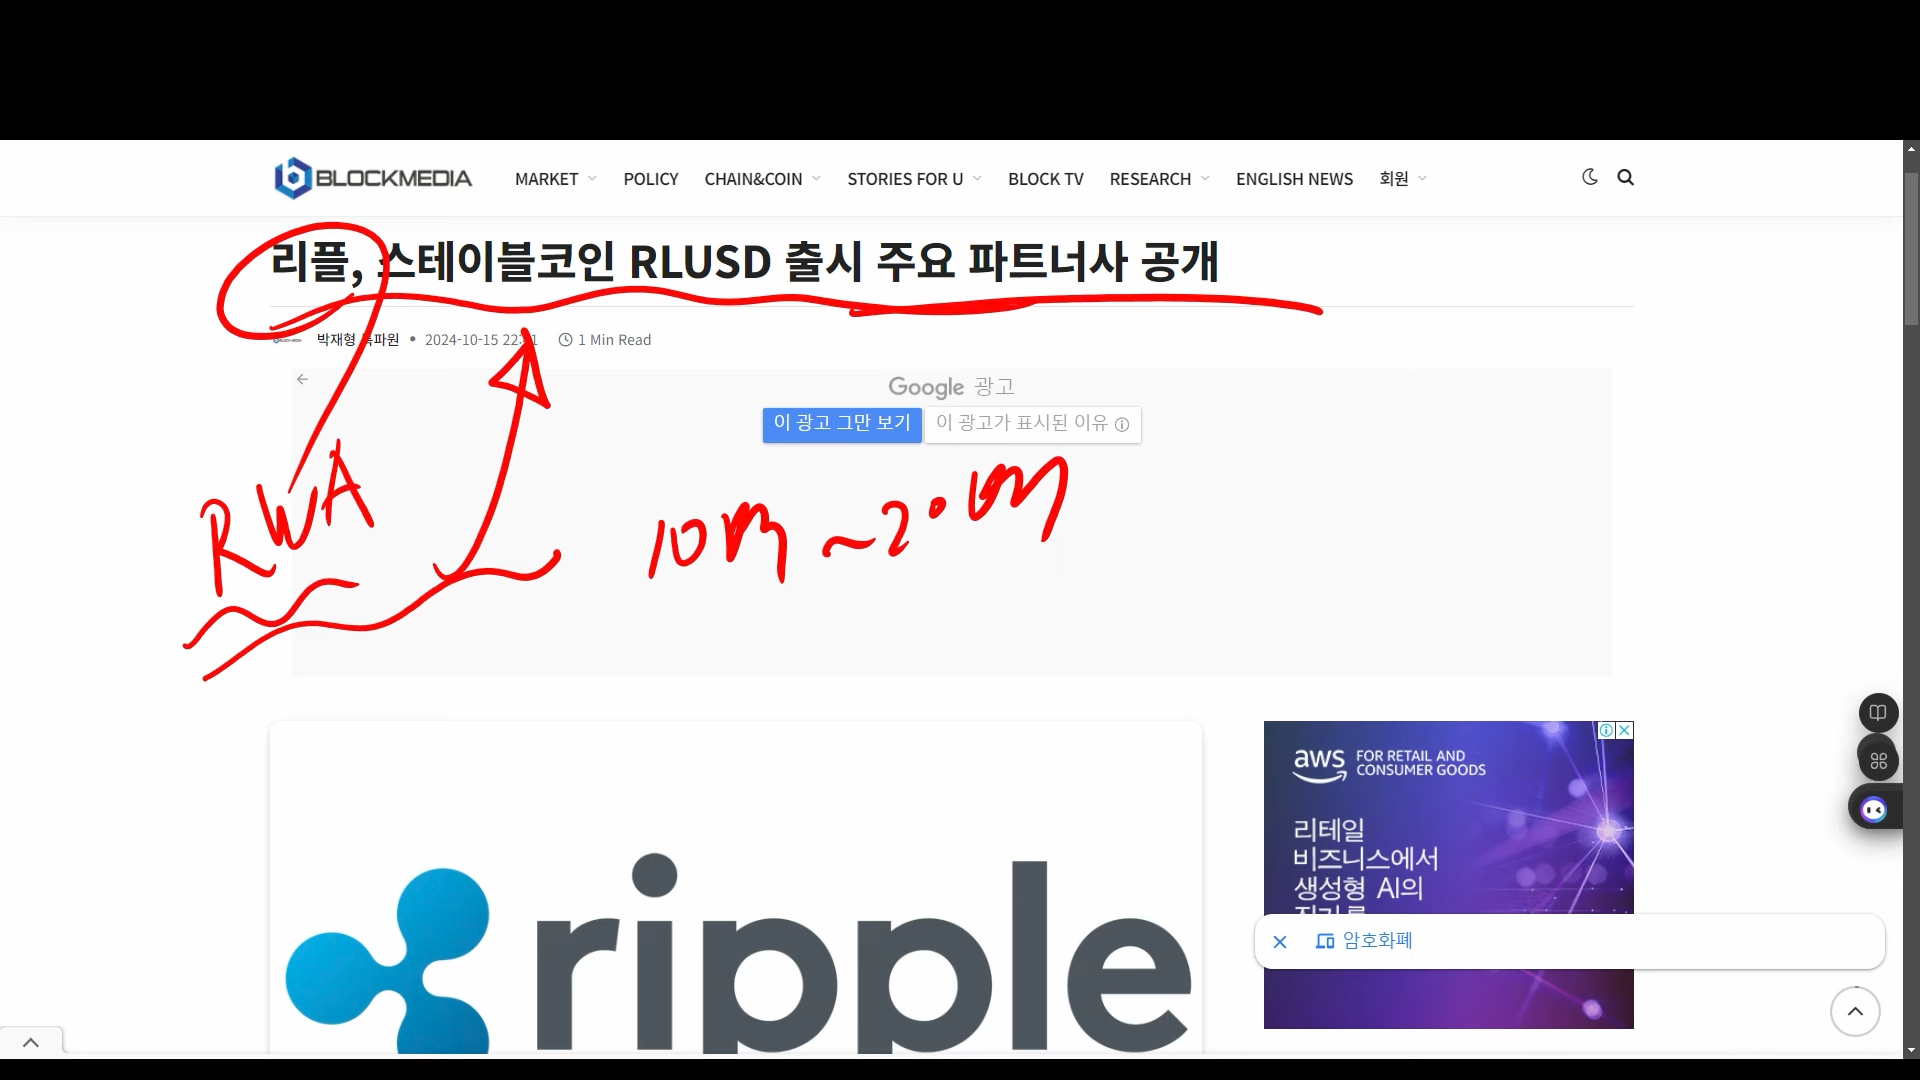 BLOCKMEDIA MARKET POLICY CHAIN&COIN STORIES FOR U BLOCK TV RESEARCH ENGLISH NEWS 회원
리플, 스테이블코인 RLUSD 출시 주요 파트너사 공개
박재형 특파원 • 2024-10-15 22: 1 Min Read
Google 광고
이 광고 그만 보기 이 광고가 표시된 이유
RWA
aws FOR RETAIL AND CONSUMER GOODS
리테일
비즈니스에서
생성형 AI의
암호화폐
ripple